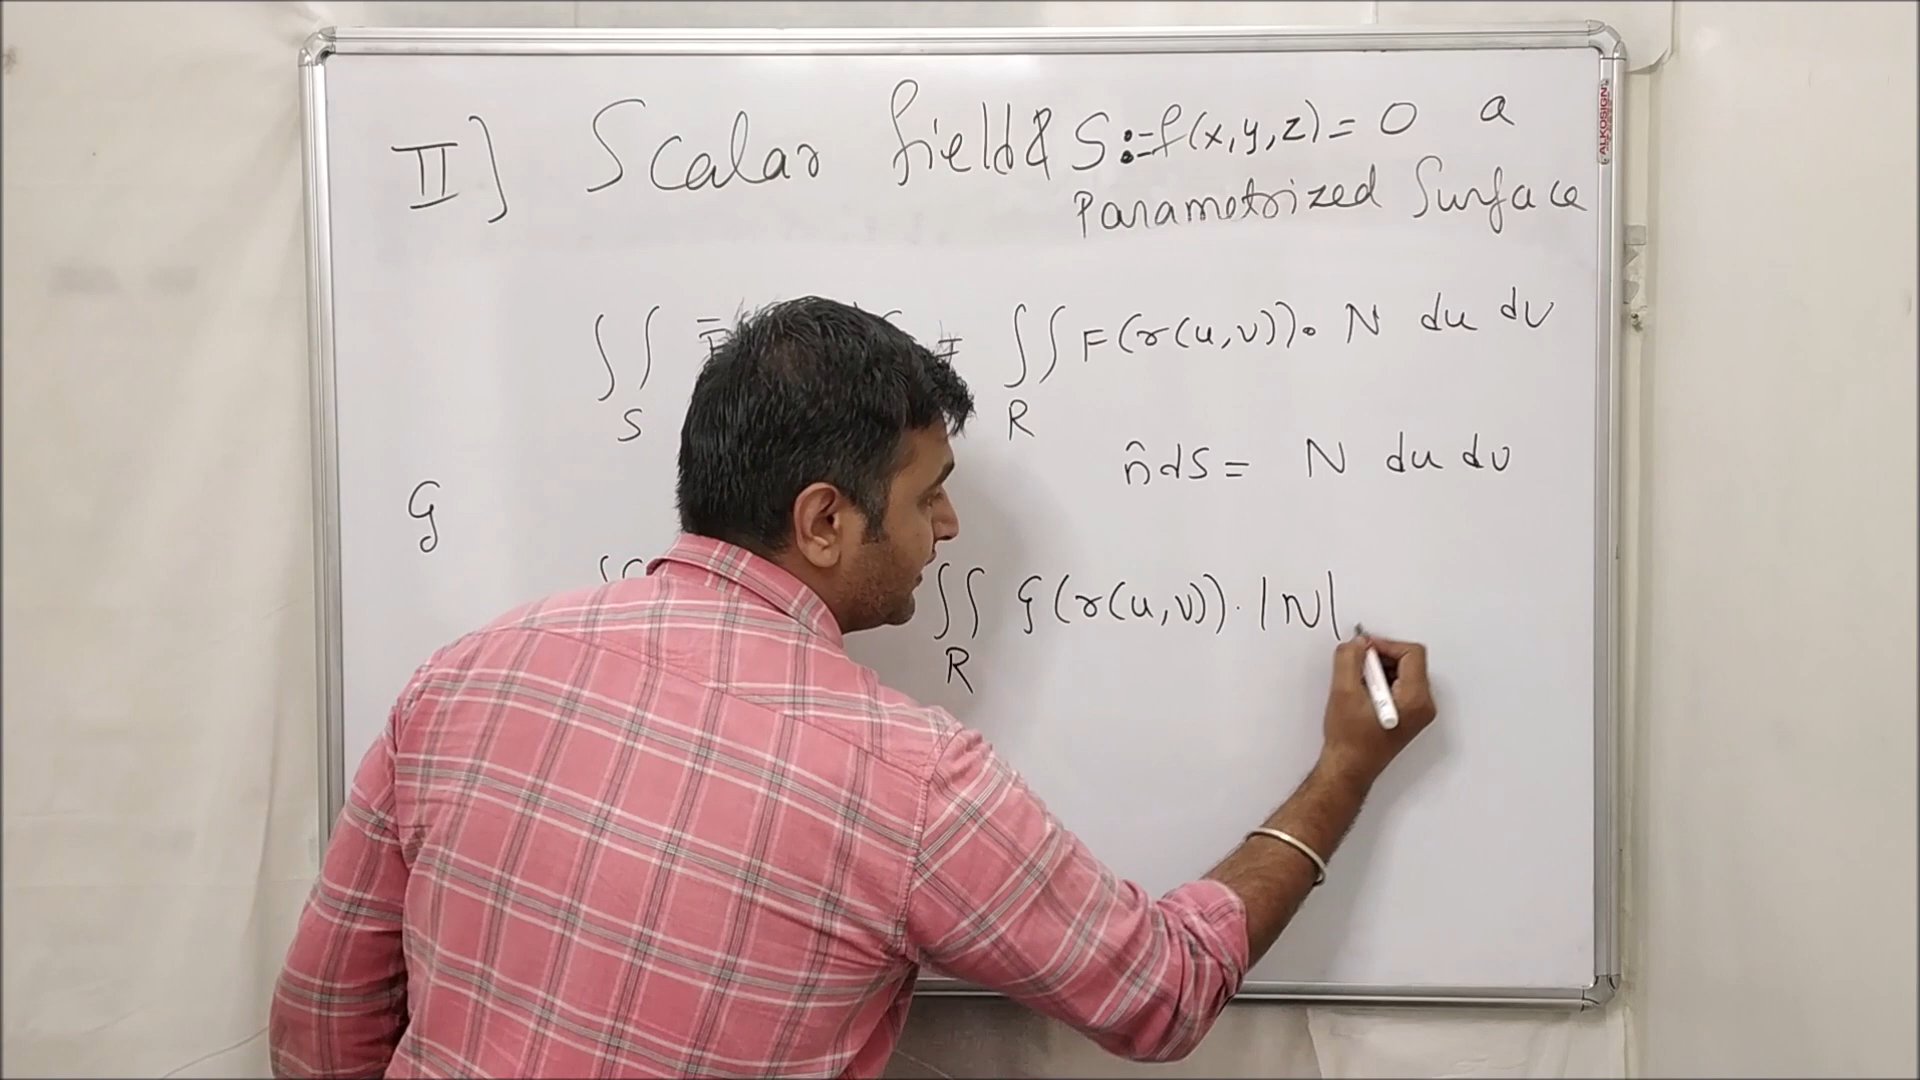 II] Scalar field & S:-f(x,y,z) = 0 a
Parametrized Surface
∫∫ = ∫∫ F(r(u,v))• N du dv
S R
n̂ dS = N du dv
G
∫∫ G(r(u,v)). |N|
R
ALKOSIGN